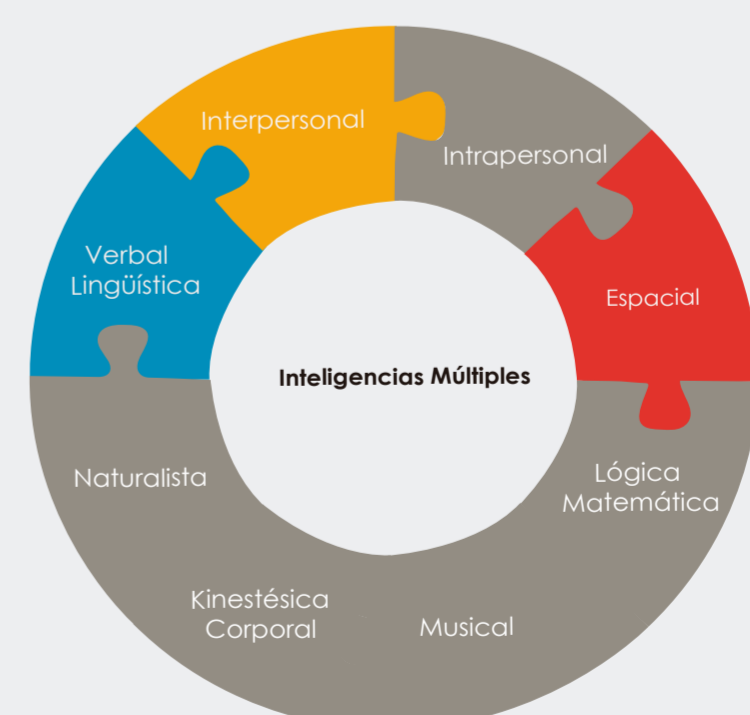 Interpersonal
Intrapersonal
Verbal
Lingüística
Espacial
Inteligencias Múltiples
Naturalista
Lógica
Matemática
Kinestésica
Corporal
Musical